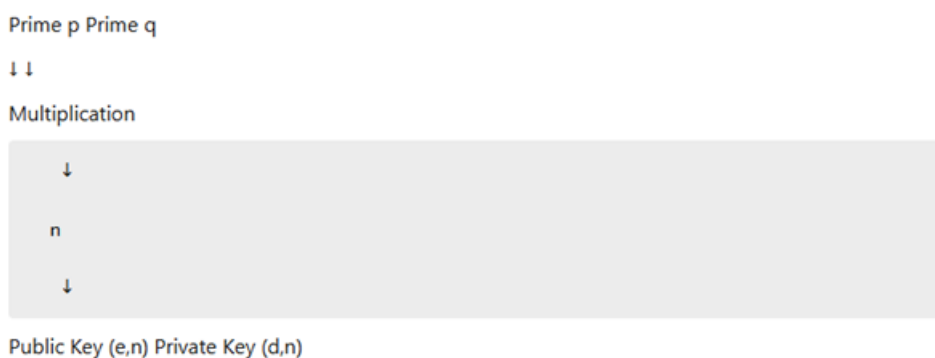 Prime p Prime q
↓ ↓
Multiplication
↓
n
↓
Public Key (e,n) Private Key (d,n)